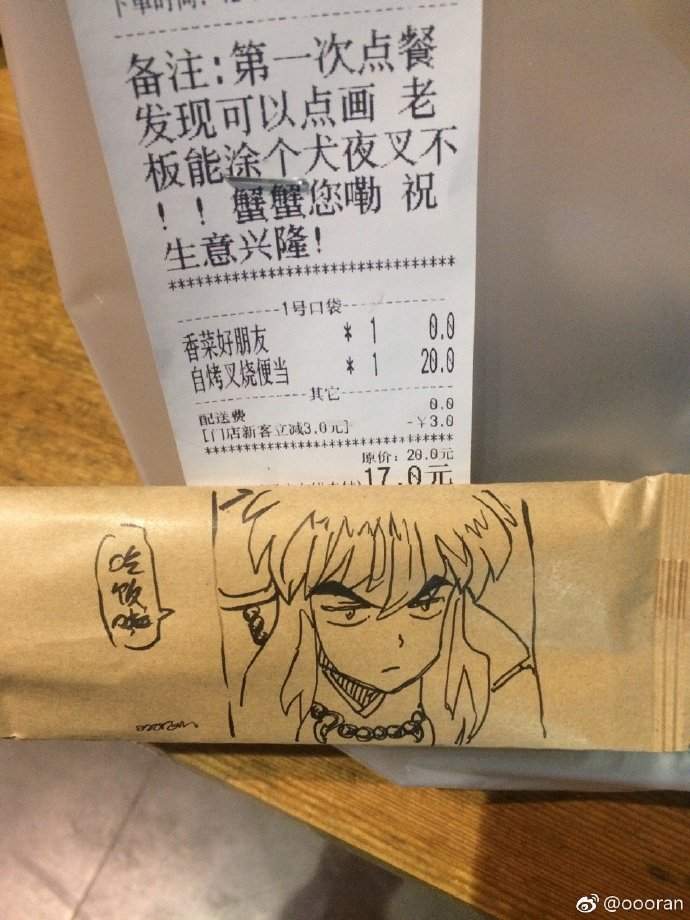 备注:第一次点餐
发现可以点画 老
板能涂个犬夜叉不
！！蟹蟹您嘞 祝
生意兴隆!
********************************
1号口袋
香菜好朋友 * 1 0.0
自烤叉烧便当 * 1 20.0
其它
配送费 0.0
[门店新客立减3.0元] -￥3.0
********************************
原价: 20.0元
17.0元
吃饭啦
@oooran